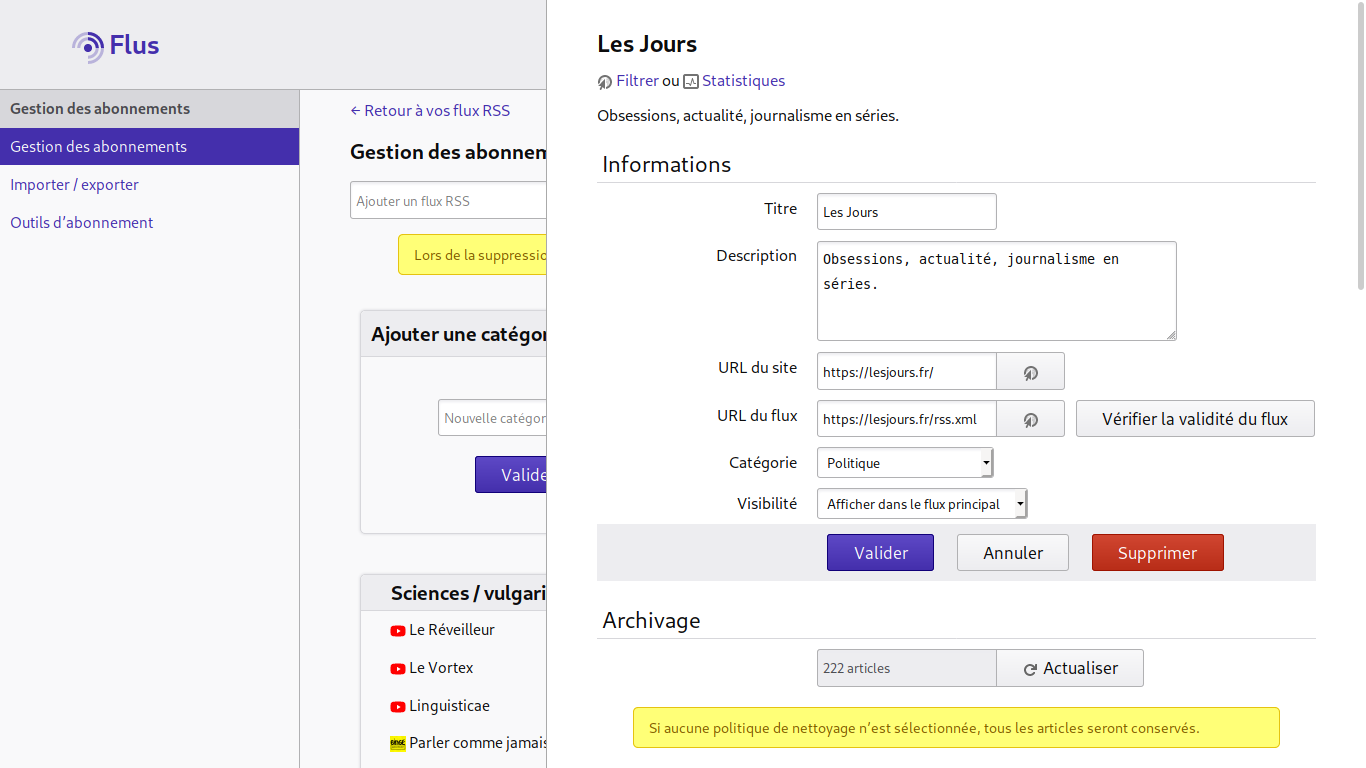 Flus
Gestion des abonnements
Gestion des abonnements
Importer / exporter
Outils d’abonnement
← Retour à vos flux RSS
Gestion des abonnem
Ajouter un flux RSS
Lors de la suppressio
Ajouter une catégor
Nouvelle catégor
Valide
Sciences / vulgari
Le Réveilleur
Le Vortex
Linguisticae
Parler comme jamais
Les Jours
Filtrer ou Statistiques
Obsessions, actualité, journalisme en séries.
Informations
Titre Les Jours
Description Obsessions, actualité, journalisme en
séries.
URL du site https://lesjours.fr/
URL du flux https://lesjours.fr/rss.xml Vérifier la validité du flux
Catégorie Politique
Visibilité Afficher dans le flux principal
Valider Annuler Supprimer
Archivage
222 articles Actualiser
Si aucune politique de nettoyage n’est sélectionnée, tous les articles seront conservés.